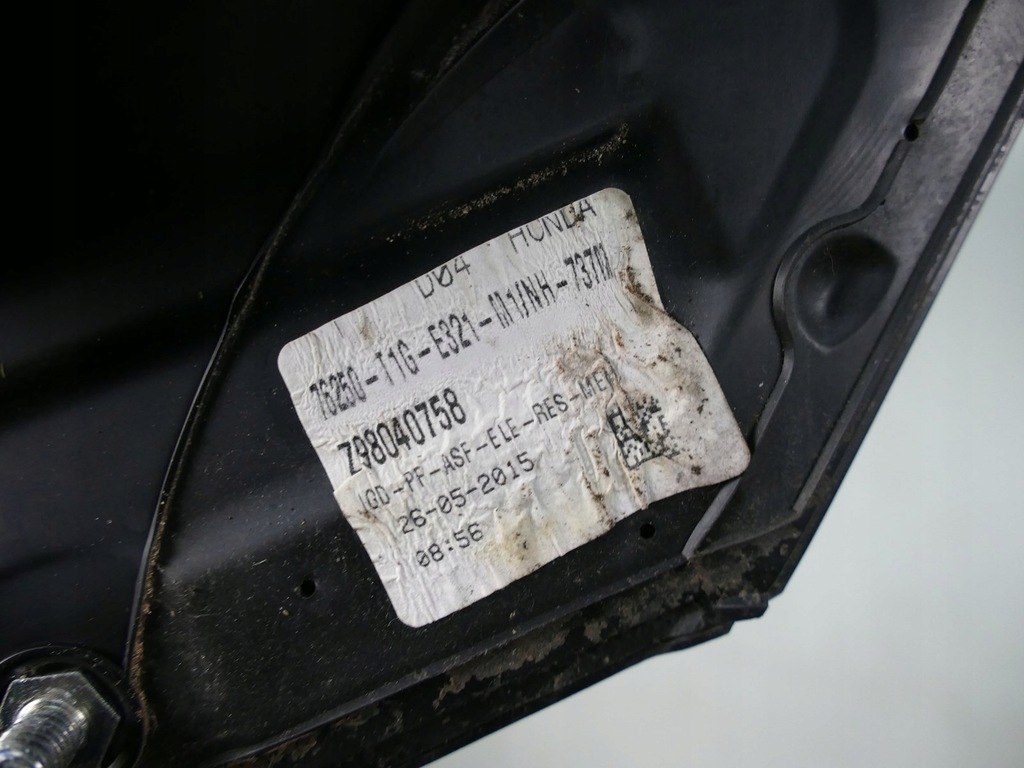 D04 HONDA
76250-T1G-E321-M1)NH-737M
Z98040758
IGD-PF-ASF-ELE-RES-MEM
26-05-2015
08:56